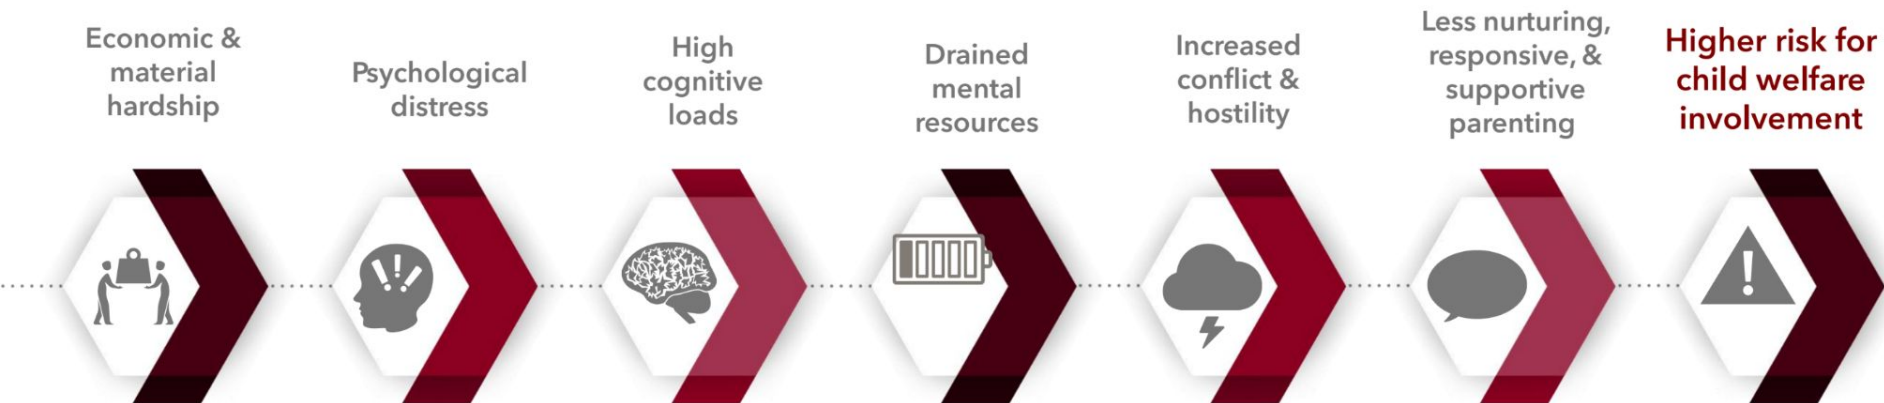 Economic &
material
hardship
Psychological
distress
High
cognitive
loads
Drained
mental
resources
Increased
conflict &
hostility
Less nurturing,
responsive, &
supportive
parenting
Higher risk for
child welfare
involvement